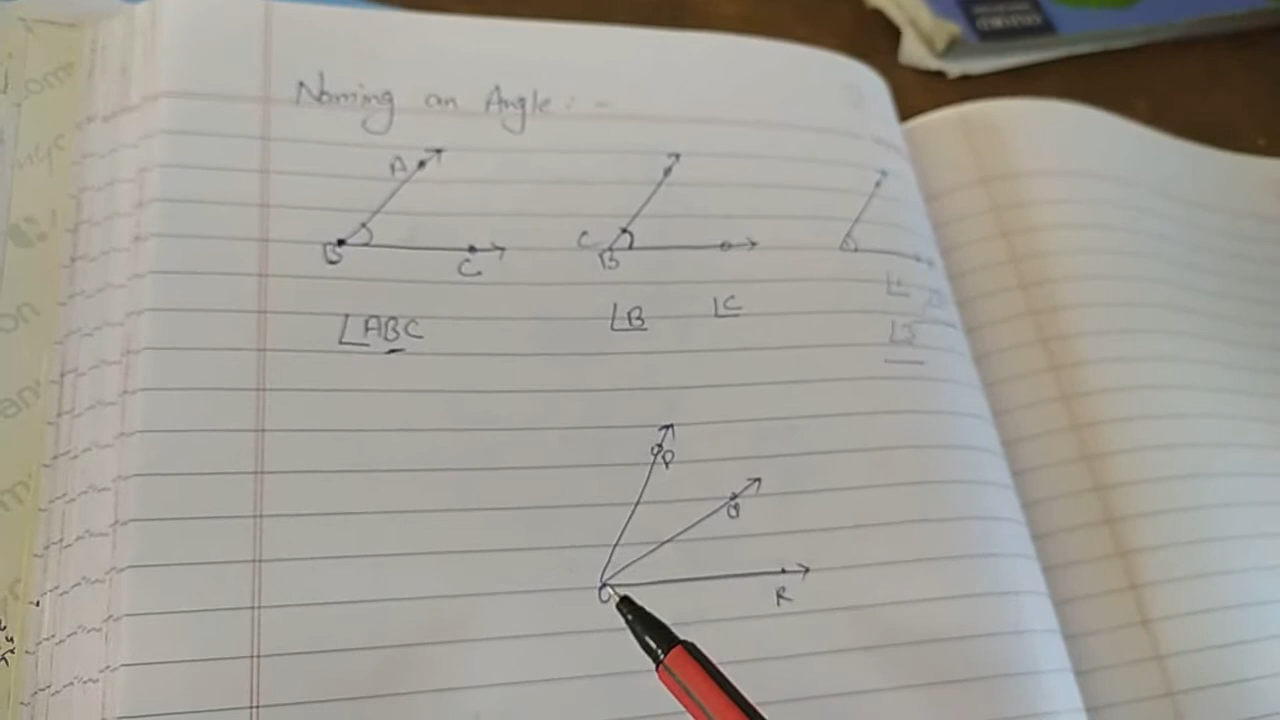 Naming an Angle : -
A
C
B C B
∠ABC ∠B ∠C
P
Q
R